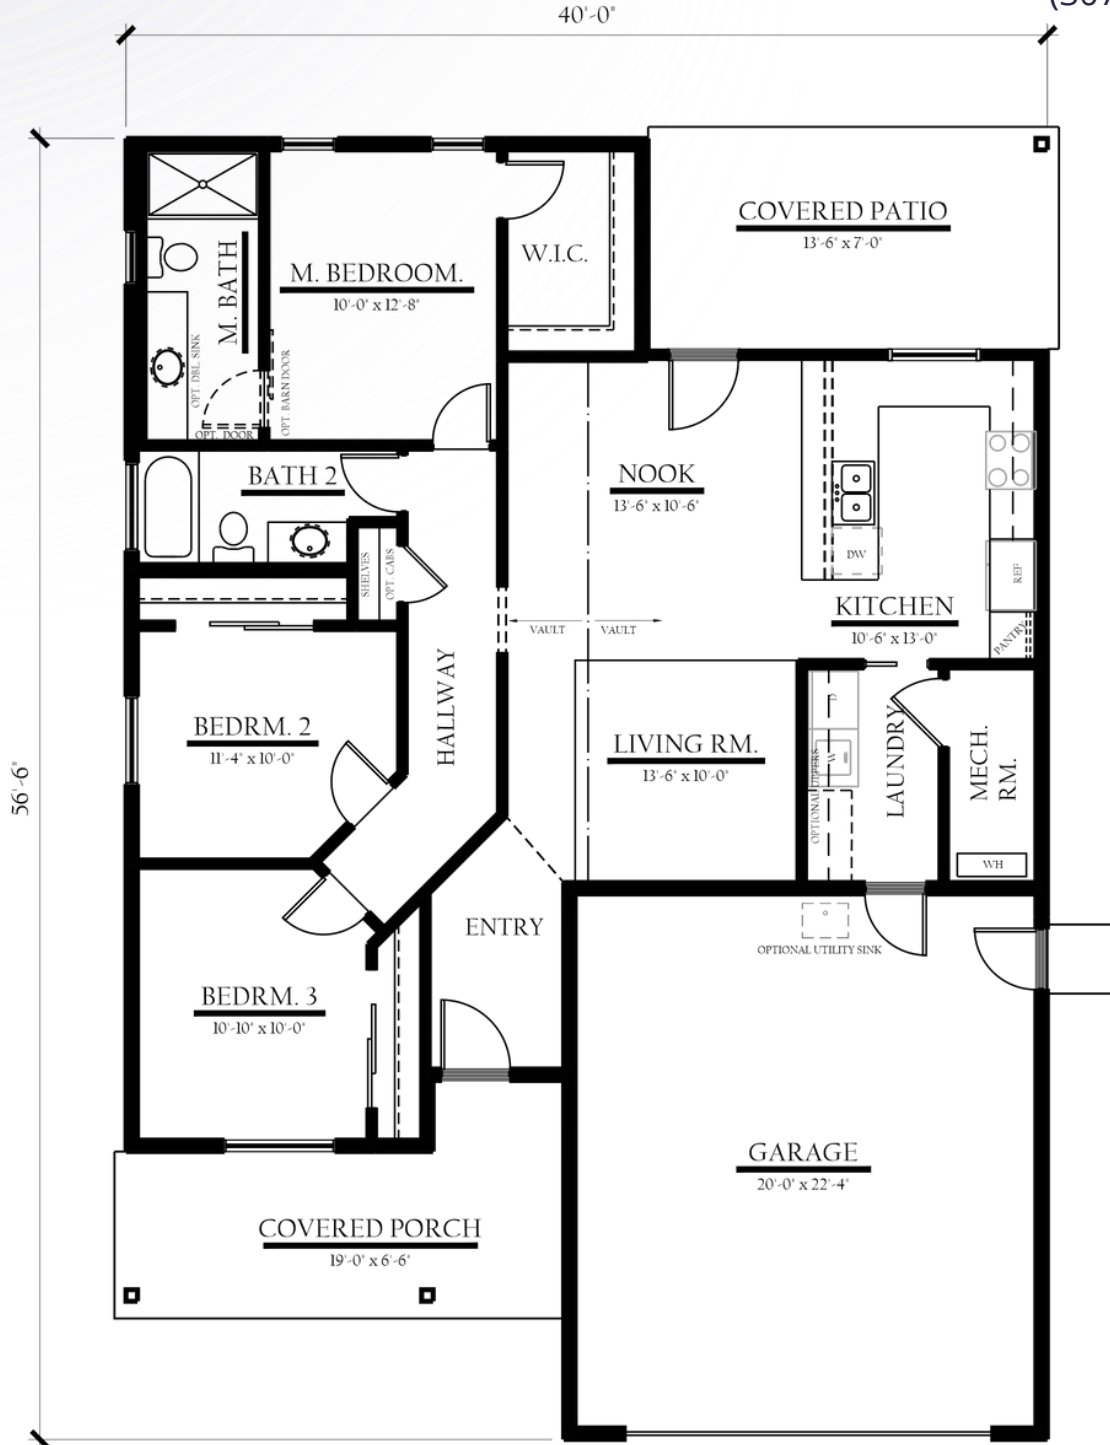 40'-0"
56'-6"
COVERED PATIO
13'-6" x 7'-0"
W.I.C.
M. BATH
M. BEDROOM.
10'-0" x 12'-8"
OPT. DBL. SINK
OPT. BARN DOOR
OPT. DOOR
BATH 2
NOOK
13'-6" x 10'-6"
DW
REF
SHELVES
OPT. CABS
KITCHEN
10'-6" x 13'-0"
PANTRY
VAULT
VAULT
HALLWAY
BEDRM. 2
11'-4" x 10'-0"
LIVING RM.
13'-6" x 10'-0"
D
W
OPTIONAL UPPERS
LAUNDRY
MECH.
RM.
WH
ENTRY
OPTIONAL UTILITY SINK
BEDRM. 3
10'-10" x 10'-0"
GARAGE
20'-0" x 22'-4"
COVERED PORCH
19'-0" x 6'-6"